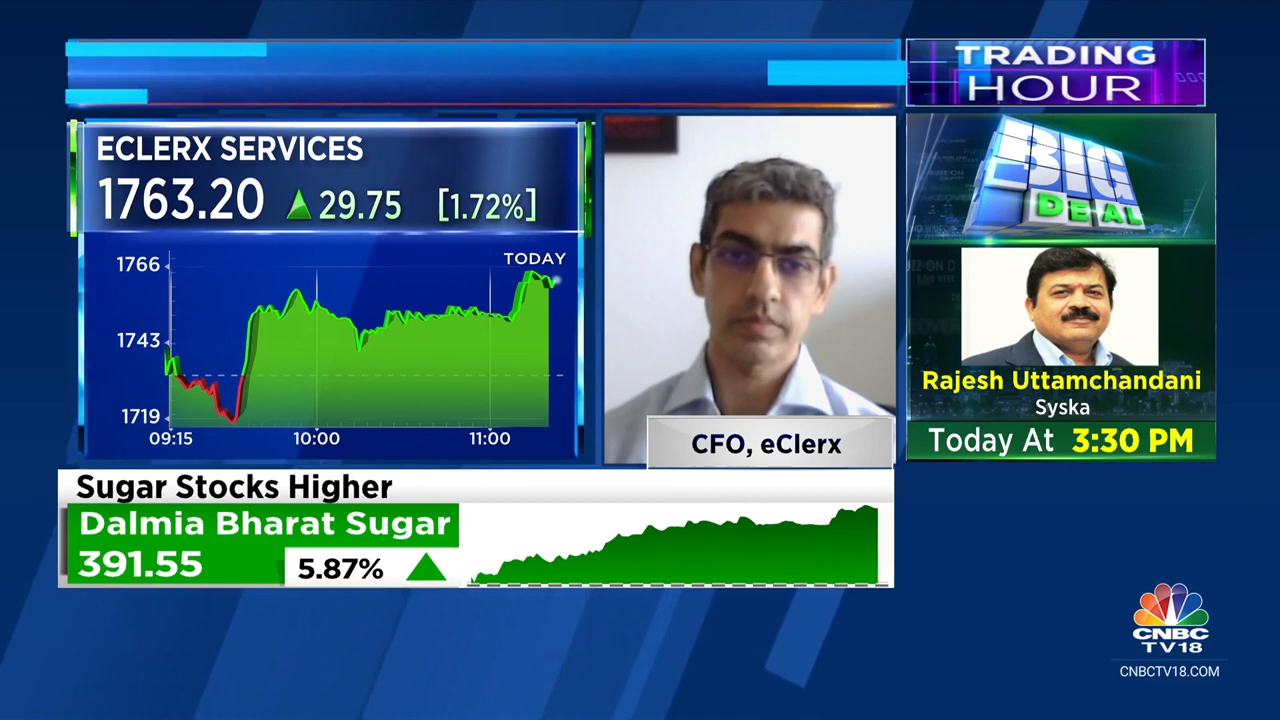 TRADING
HOUR
ECLERX SERVICES
1763.20 ▲ 29.75 [1.72%]
TODAY
1766
1743
1719
09:15 10:00 11:00
CFO, eClerx
BIG
DEAL
Rajesh Uttamchandani
Syska
Today At 3:30 PM
Sugar Stocks Higher
Dalmia Bharat Sugar
391.55 5.87% ▲
CNBC
TV18
CNBCTV18.COM